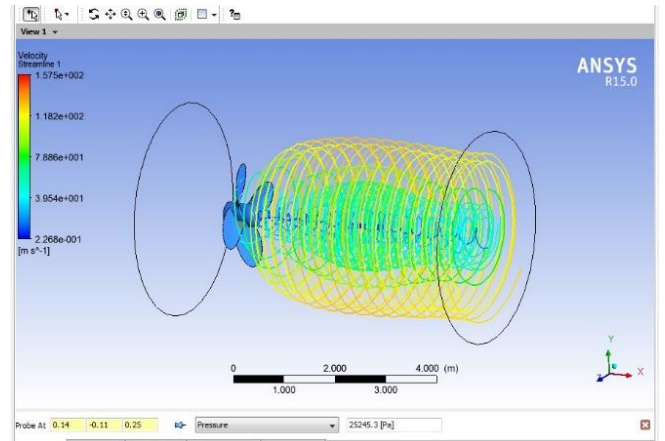 View 1
Velocity
Streamline 1
1.575e+002
1.182e+002
7.886e+001
3.954e+001
2.268e-001
[m s^-1]
ANSYS
R15.0
0 2.000 4.000 (m)
1.000 3.000
Y
X
Probe At 0.14 -0.11 0.25 Pressure 25245.3 [Pa]